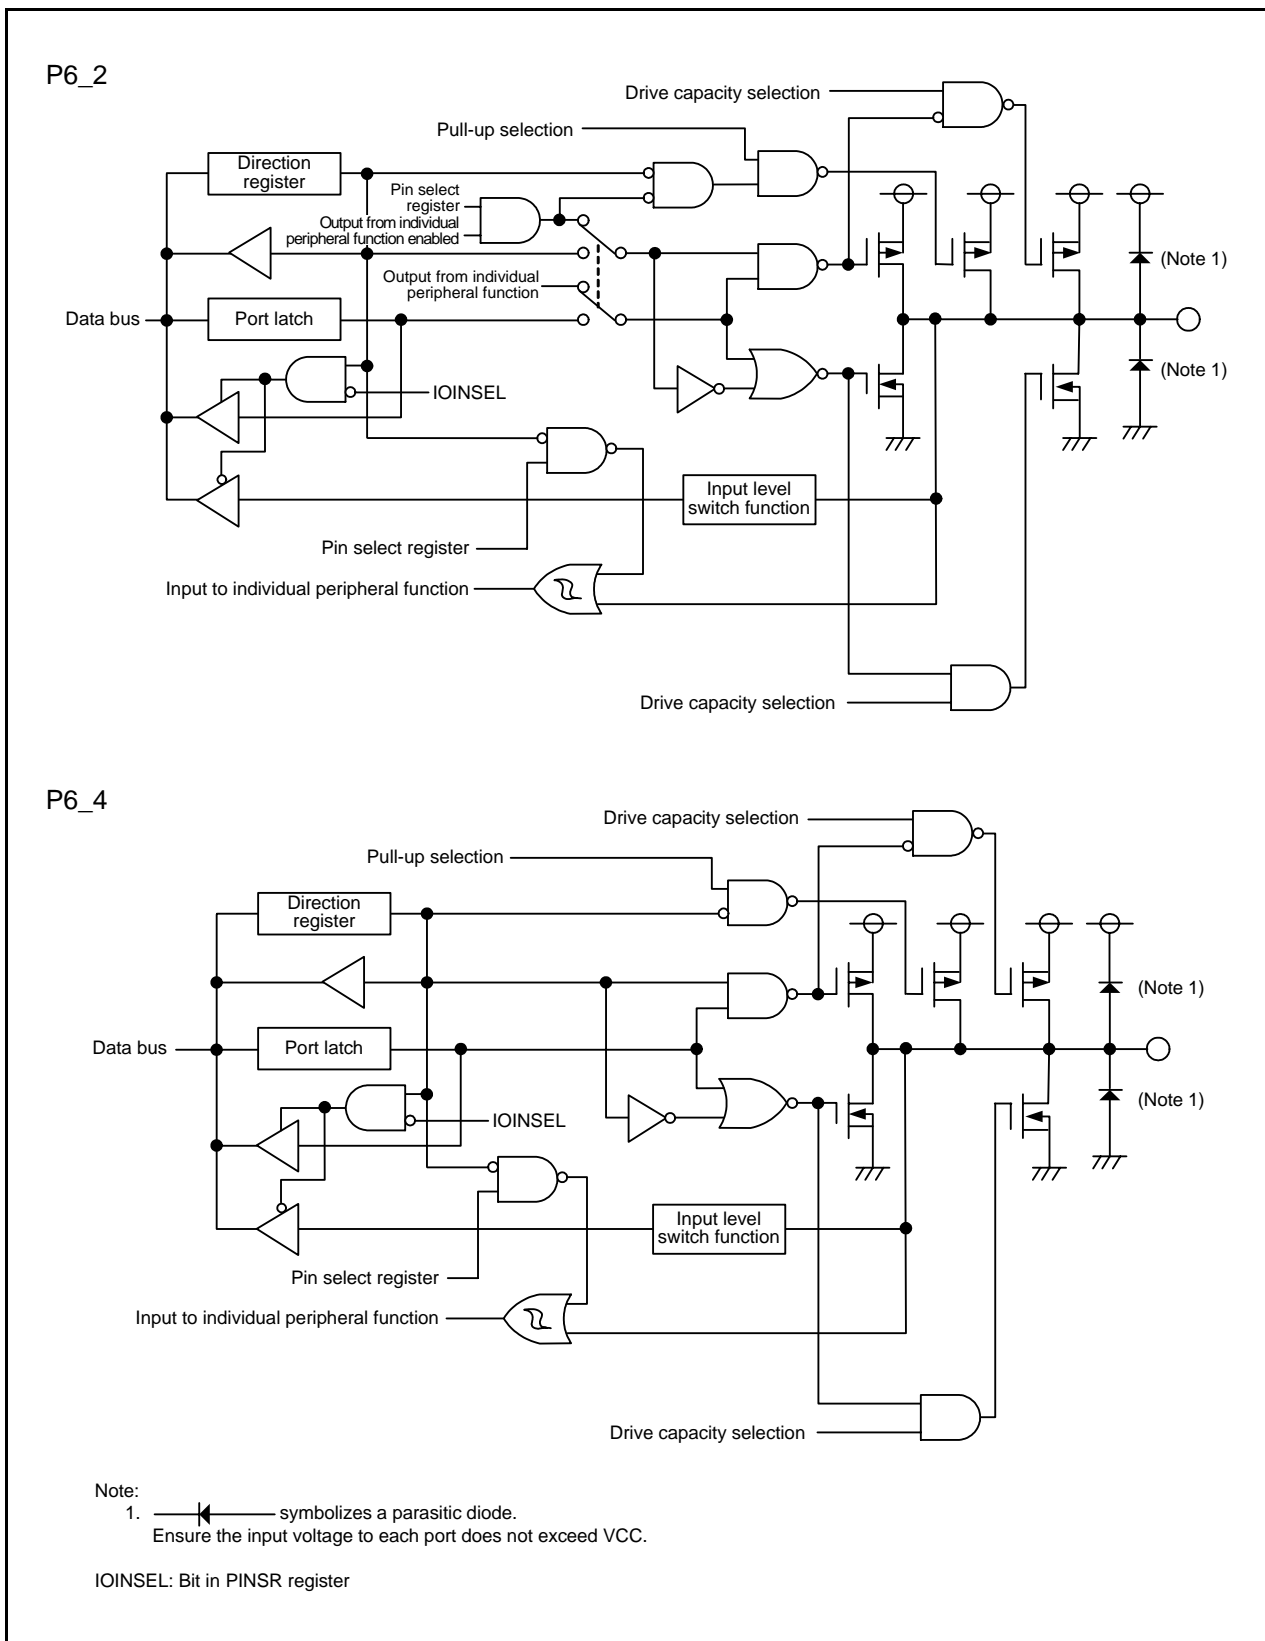 P6_2
Drive capacity selection
Pull-up selection
Direction
register
Pin select
register
Output from individual
peripheral function enabled
(Note 1)
Output from individual
peripheral function
Data bus
Port latch
(Note 1)
IOINSEL
Input level
switch function
Pin select register
Input to individual peripheral function
Drive capacity selection
P6_4
Drive capacity selection
Pull-up selection
Direction
register
(Note 1)
Data bus
Port latch
(Note 1)
IOINSEL
Input level
switch function
Pin select register
Input to individual peripheral function
Drive capacity selection
Note:
1. symbolizes a parasitic diode.
Ensure the input voltage to each port does not exceed VCC.
IOINSEL: Bit in PINSR register